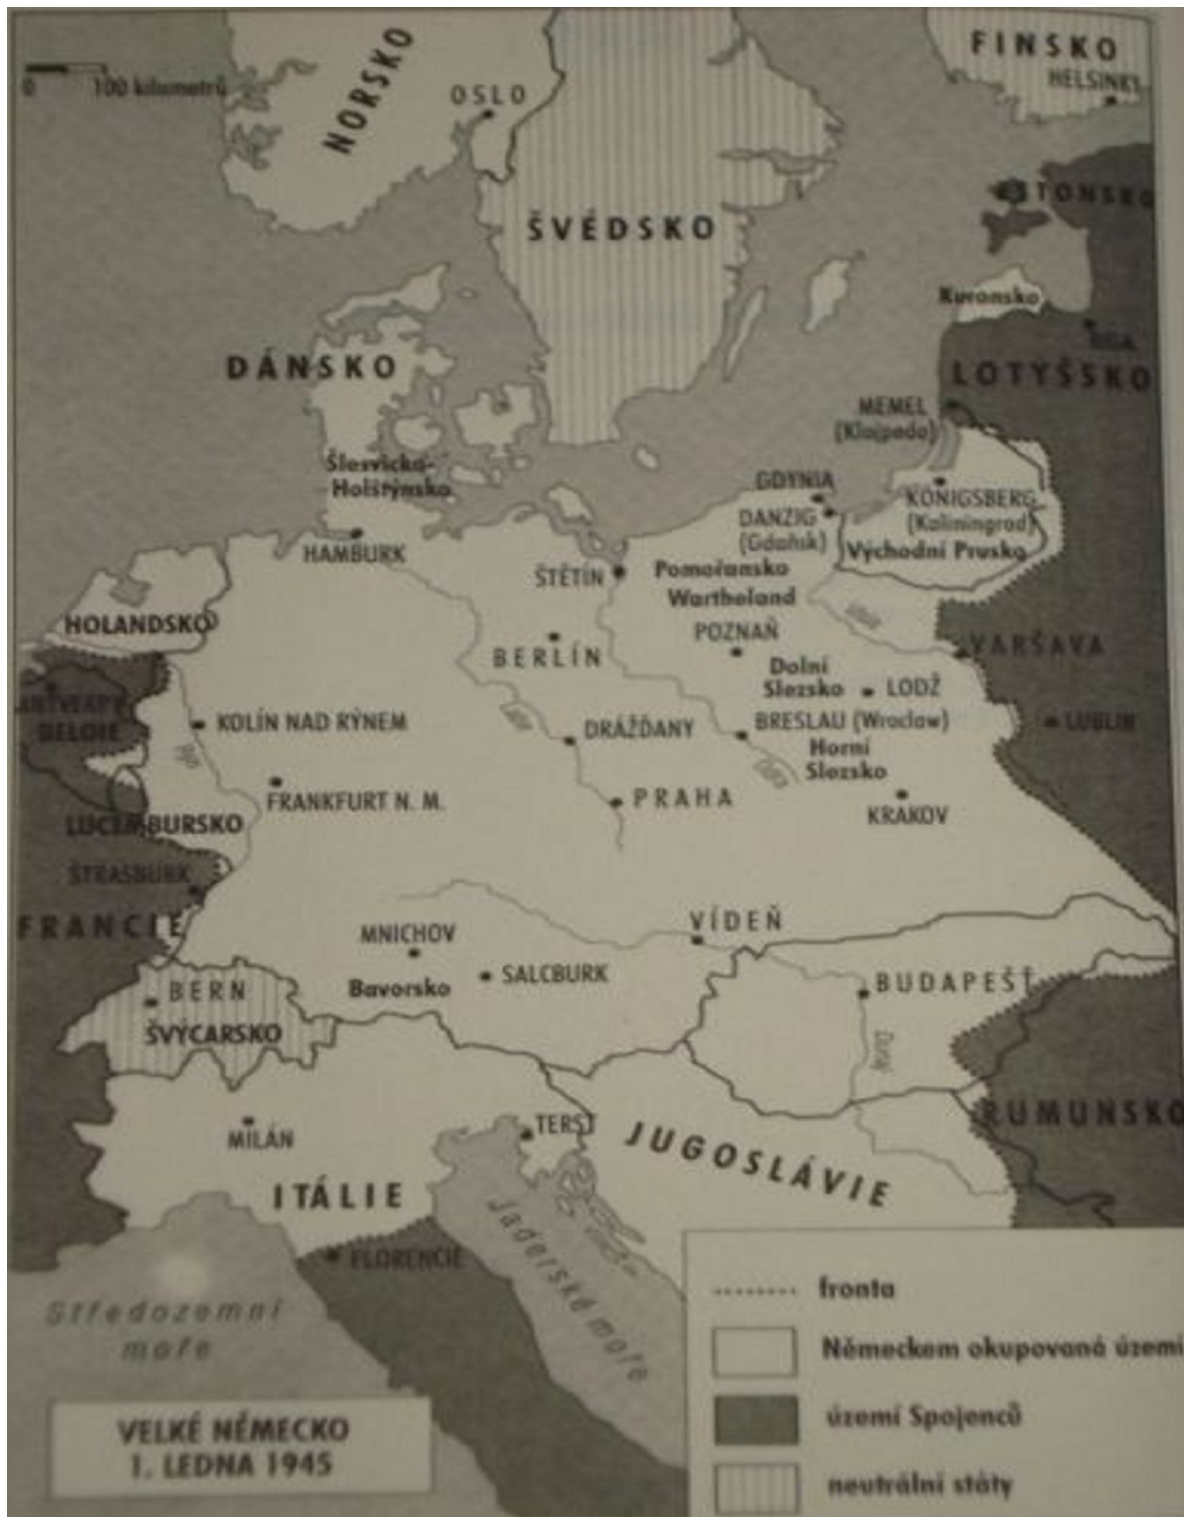 NORSKO
FINSKO
HELSINKY
0 100 kilometrů
OSLO
ESTONSKO
ŠVÉDSKO
Kuronsko
RIGA
DÁNSKO
LOTYŠSKO
MEMEL
(Klajpeda)
Šlesvicko-
Holštýnsko
GDYNIA
KÖNIGSBERG
(Kaliningrad)
DANZIG
(Gdaňsk)
Východní Prusko
HAMBURK
ŠTĚTÍN
Pomořansko
Wartheland
HOLANDSKO
POZNAŇ
VARŠAVA
BERLÍN
Dolní
Slezsko
LODŽ
ANTVERPY
BELGIE
KOLÍN NAD RÝNEM
Rýn
Labe
DRÁŽĎANY
BRESLAU (Wroclaw)
LUBLIN
Horní
Slezsko
Odra
FRANKFURT N. M.
PRAHA
KRAKOV
LUCEMBURSKO
ŠTRASBURK
FRANCIE
MNICHOV
VÍDEŇ
SALCBURK
Bavorsko
BUDAPEŠŤ
BERN
ŠVÝCARSKO
Dunaj
RUMUNSKO
MILÁN
TERST
JUGOSLÁVIE
ITÁLIE
Jaderské moře
FLORENCIE
Středozemní
moře
fronta
Německem okupovaná území
území Spojenců
neutrální státy
VELKÉ NĚMECKO
1. LEDNA 1945